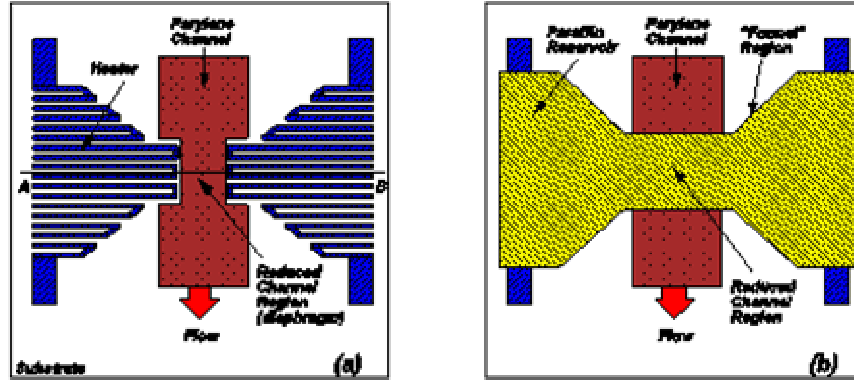 Parylene
Channel
Heater
A
B
Reduced
Channel
Region
(diaphragm)
Flow
Substrate
(a)
Paraffin
Reservoir
Parylene
Channel
"Funnel"
Region
Reduced
Channel
Region
Flow
(b)